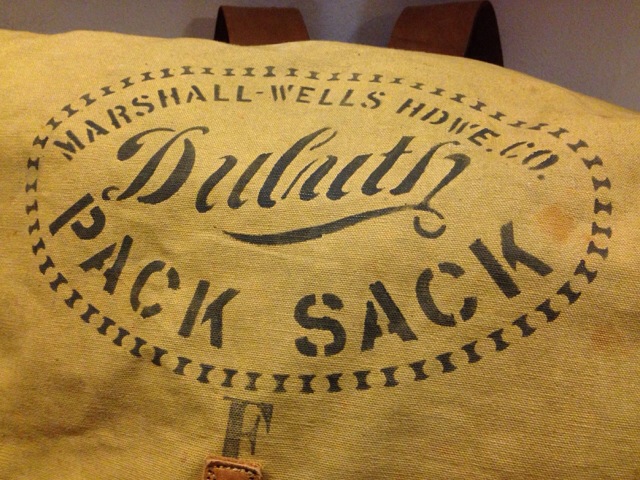 MARSHALL-WELLS HDWE. CO.
Duluth
PACK SACK
F